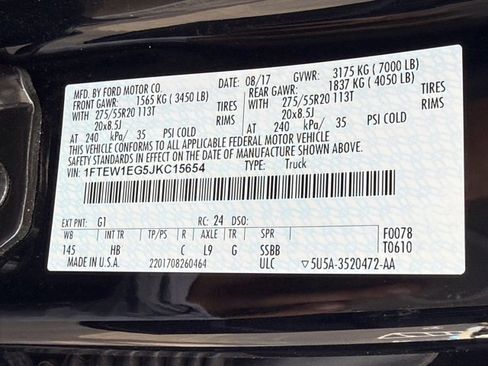 MFD. BY FORD MOTOR CO. DATE: 08/17 GVWR: 3175 KG ( 7000 LB)
FRONT GAWR: 1565 KG ( 3450 LB) REAR GAWR: 1837 KG ( 4050 LB)
WITH 275/55R20 113T TIRES WITH 275/55R20 113T TIRES
20x8.5J RIMS 20x8.5J RIMS
AT 240 kPa/ 35 PSI COLD AT 240 kPa/ 35 PSI COLD
THIS VEHICLE CONFORMS TO ALL APPLICABLE FEDERAL MOTOR VEHICLE
SAFETY STANDARDS IN EFFECT ON THE DATE OF MANUFACTURE SHOWN ABOVE.
VIN: 1FTEW1EG5JKC15654 TYPE: Truck
EXT PNT: G1 RC: 24 DSO: F0078
WB INT TR TP/PS R AXLE TR SPR T0610
145 HB C L9 G SSBB
MADE IN U.S.A. 2201708260464 ULC ▽5U5A-3520472-AA